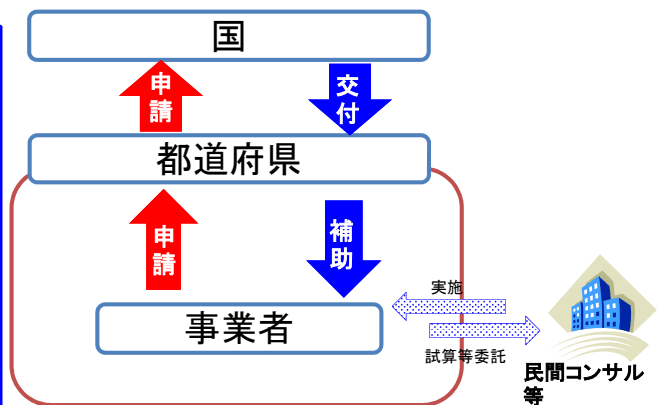 国
申請
交付
都道府県
申請
補助
実施
事業者
試算等委託
民間コンサル
等